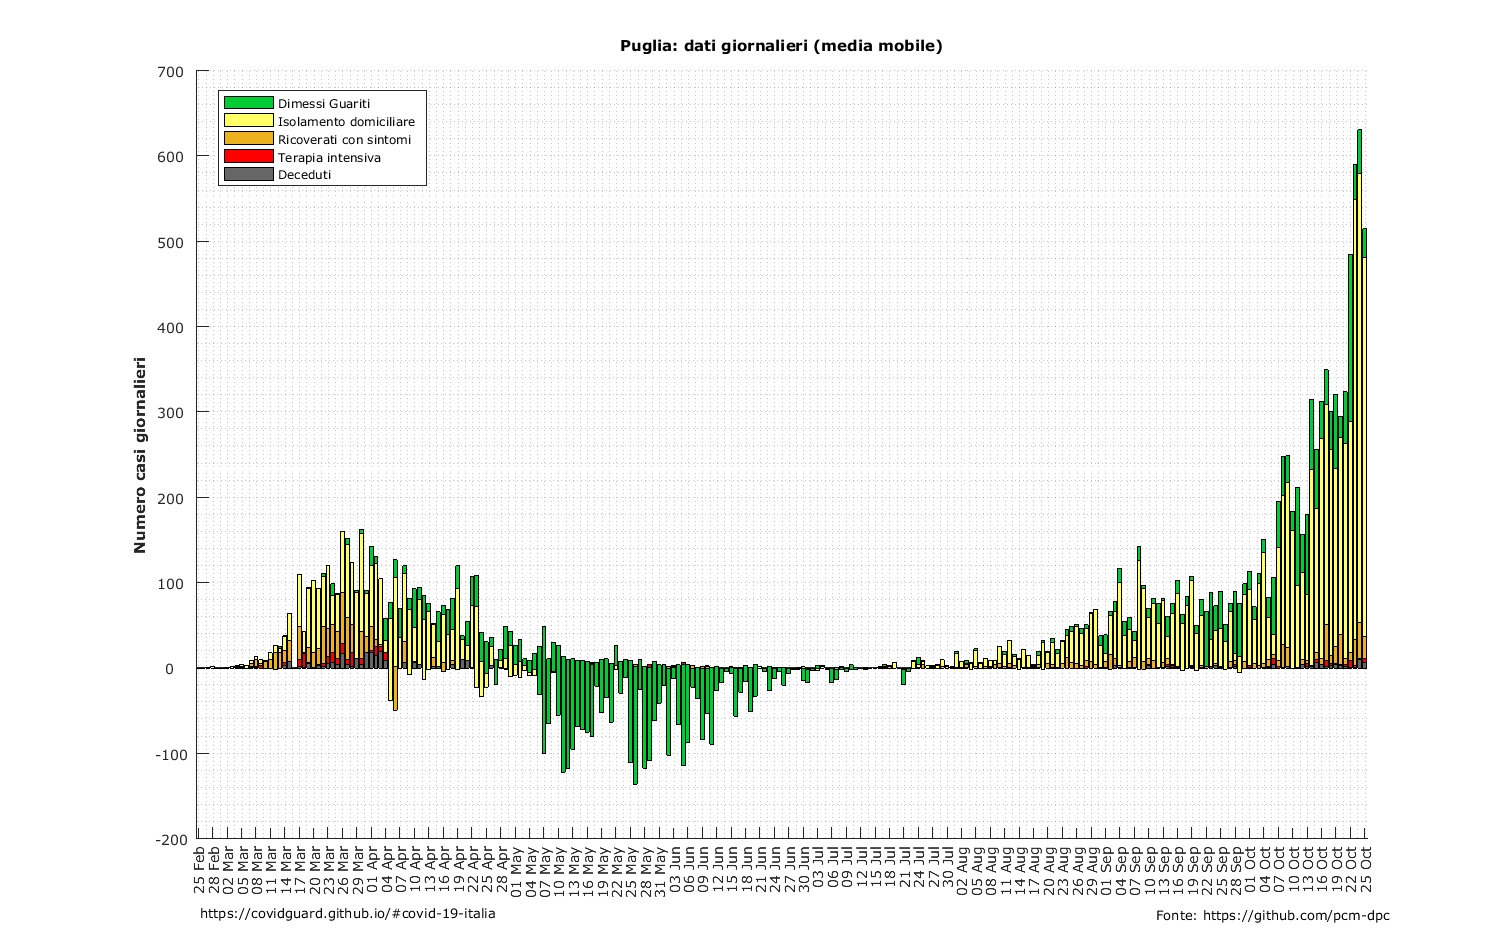 Puglia: dati giornalieri (media mobile)
Numero casi giornalieri
700
600
500
400
300
200
100
0
-100
-200
Dimessi Guariti
Isolamento domiciliare
Ricoverati con sintomi
Terapia intensiva
Deceduti
25 Feb
28 Feb
02 Mar
05 Mar
08 Mar
11 Mar
14 Mar
17 Mar
20 Mar
23 Mar
26 Mar
29 Mar
01 Apr
04 Apr
07 Apr
10 Apr
13 Apr
16 Apr
19 Apr
22 Apr
25 Apr
28 Apr
01 May
04 May
07 May
10 May
13 May
16 May
19 May
22 May
25 May
28 May
31 May
03 Jun
06 Jun
09 Jun
12 Jun
15 Jun
18 Jun
21 Jun
24 Jun
27 Jun
30 Jun
03 Jul
06 Jul
09 Jul
12 Jul
15 Jul
18 Jul
21 Jul
24 Jul
27 Jul
30 Jul
02 Aug
05 Aug
08 Aug
11 Aug
14 Aug
17 Aug
20 Aug
23 Aug
26 Aug
29 Aug
01 Sep
04 Sep
07 Sep
10 Sep
13 Sep
16 Sep
19 Sep
22 Sep
25 Sep
28 Sep
01 Oct
04 Oct
07 Oct
10 Oct
13 Oct
16 Oct
19 Oct
22 Oct
25 Oct
https://covidguard.github.io/#covid-19-italia
Fonte: https://github.com/pcm-dpc